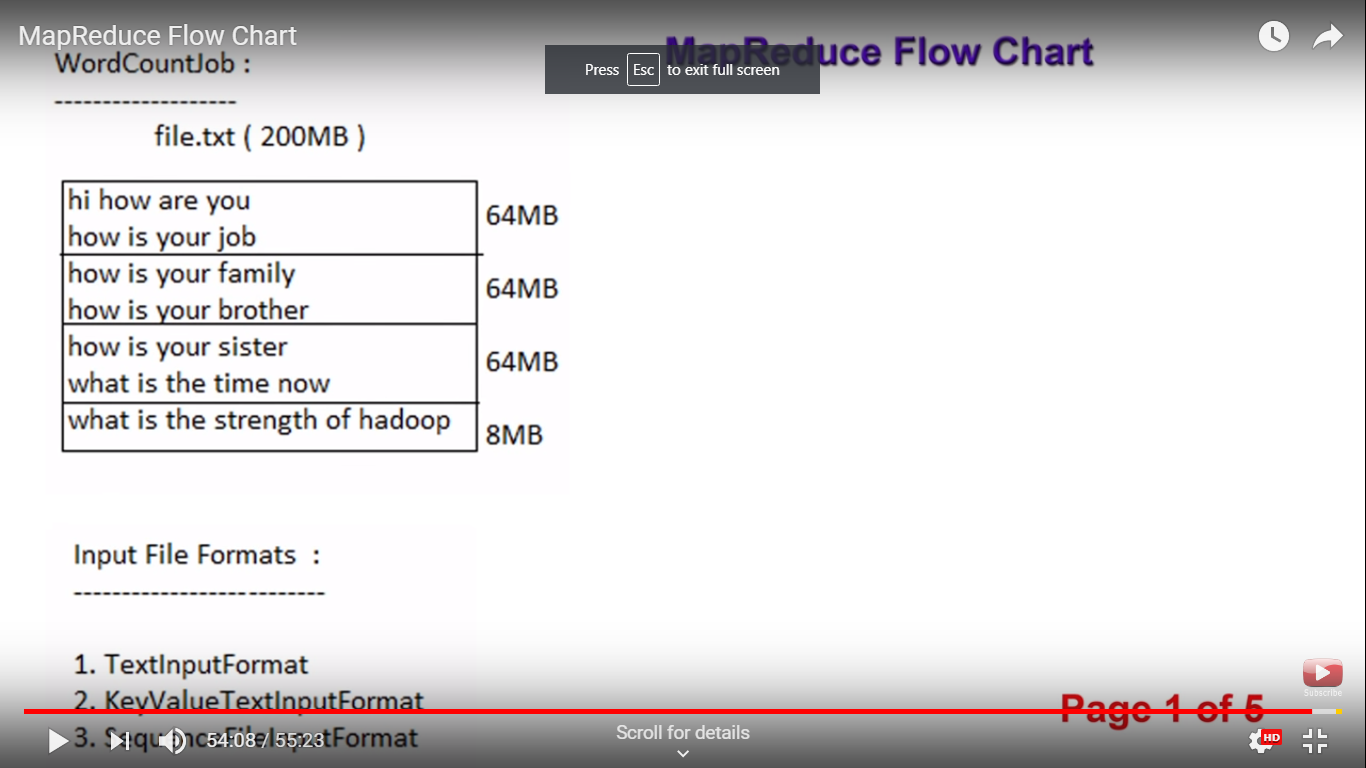 MapReduce Flow Chart
MapReduce Flow Chart
Press Esc to exit full screen
WordCountJob :
-------------------
file.txt ( 200MB )
hi how are you
how is your job
64MB
how is your family
how is your brother
64MB
how is your sister
what is the time now
64MB
what is the strength of hadoop
8MB
Input File Formats :
--------------------------
1. TextInputFormat
2. KeyValueTextInputFormat
3. SequenceFileInputFormat
Subscribe
Page 1 of 5
54:08 / 55:23
Scroll for details
HD